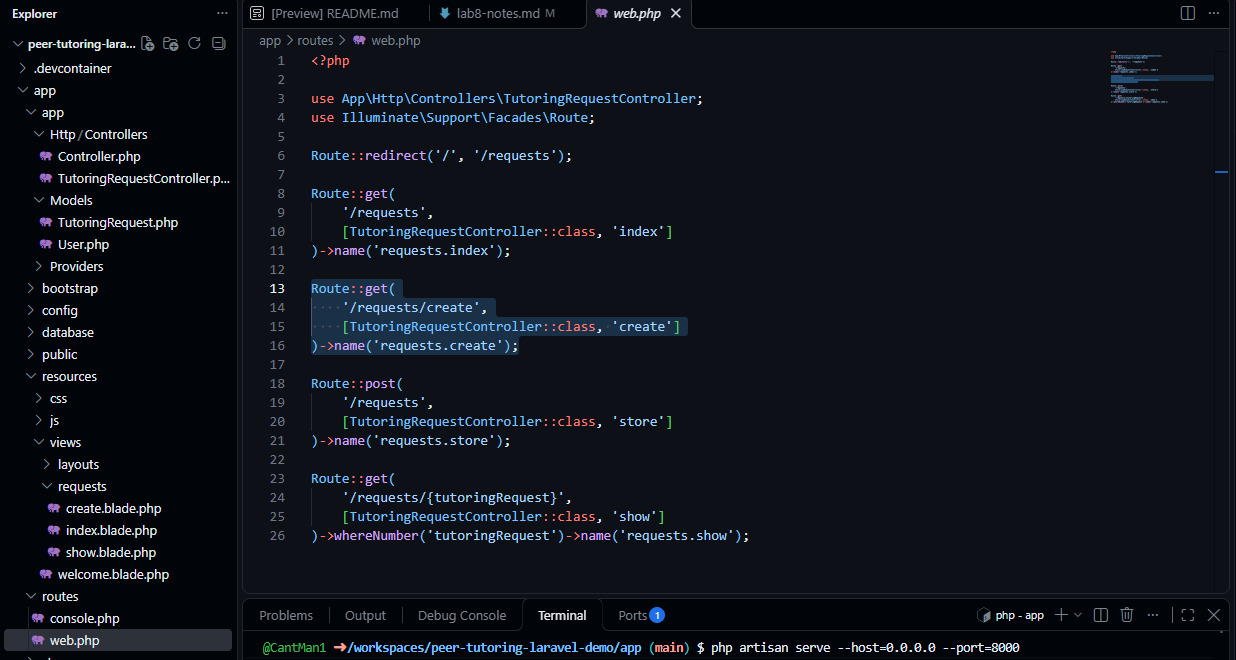 Explorer
peer-tutoring-lara...
.devcontainer
app
app
Http / Controllers
Controller.php
TutoringRequestController.p...
Models
TutoringRequest.php
User.php
Providers
bootstrap
config
database
public
resources
css
js
views
layouts
requests
create.blade.php
index.blade.php
show.blade.php
welcome.blade.php
routes
console.php
web.php
[Preview] README.md
lab8-notes.md M
web.php
app > routes > web.php
1 <?php
2
3 use App\Http\Controllers\TutoringRequestController;
4 use Illuminate\Support\Facades\Route;
5
6 Route::redirect('/', '/requests');
7
8 Route::get(
9     '/requests',
10     [TutoringRequestController::class, 'index']
11 )->name('requests.index');
12
13 Route::get(
14 ····'/requests/create',
15 ····[TutoringRequestController::class,·'create']
16 )->name('requests.create');
17
18 Route::post(
19     '/requests',
20     [TutoringRequestController::class, 'store']
21 )->name('requests.store');
22
23 Route::get(
24     '/requests/{tutoringRequest}',
25     [TutoringRequestController::class, 'show']
26 )->whereNumber('tutoringRequest')->name('requests.show');
Problems Output Debug Console Terminal Ports 1 php - app
@CantMan1 ➜/workspaces/peer-tutoring-laravel-demo/app (main) $ php artisan serve --host=0.0.0.0 --port=8000